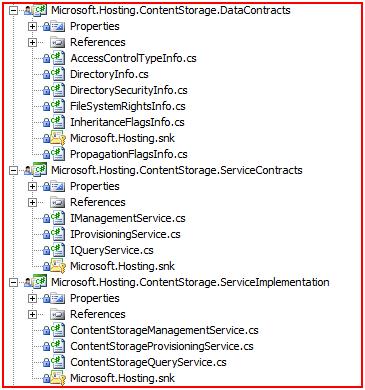 Microsoft.Hosting.ContentStorage.DataContracts
Properties
References
AccessControlTypeInfo.cs
DirectoryInfo.cs
DirectorySecurityInfo.cs
FileSystemRightsInfo.cs
InheritanceFlagsInfo.cs
Microsoft.Hosting.snk
PropagationFlagsInfo.cs
Microsoft.Hosting.ContentStorage.ServiceContracts
Properties
References
IManagementService.cs
IProvisioningService.cs
IQueryService.cs
Microsoft.Hosting.snk
Microsoft.Hosting.ContentStorage.ServiceImplementation
Properties
References
ContentStorageManagementService.cs
ContentStorageProvisioningService.cs
ContentStorageQueryService.cs
Microsoft.Hosting.snk